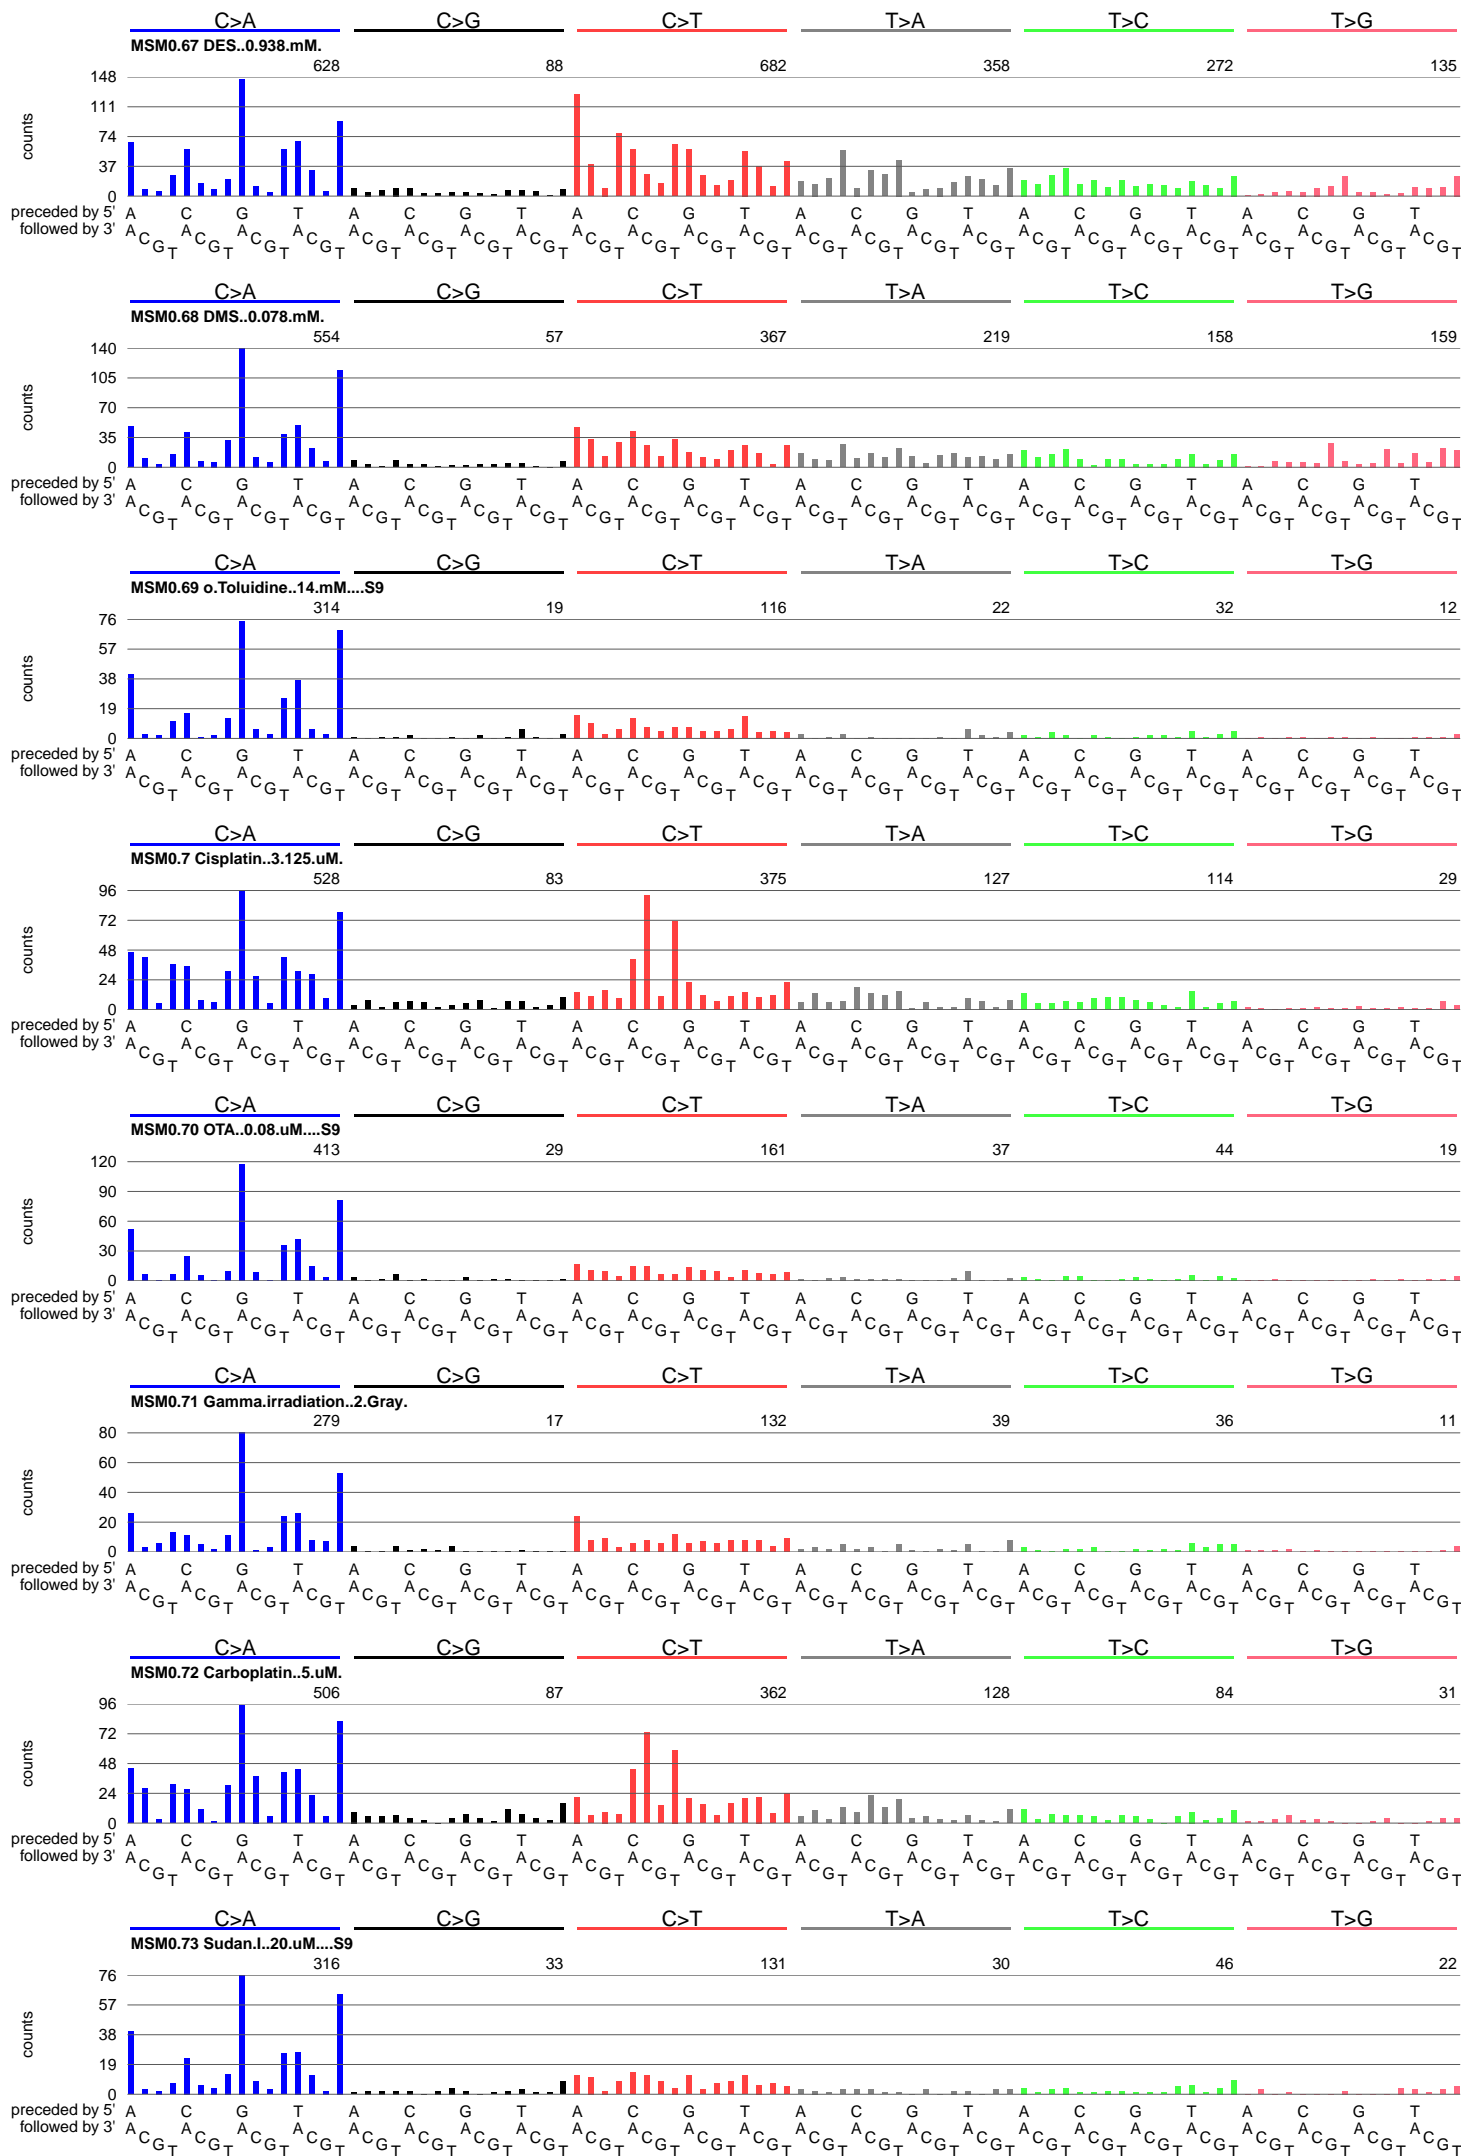 C>A C>G C>T T>A T>C T>G
MSM0.67 DES..0.938.mM.
628 88 682 358 272 135
148
111
74
37
0
counts
preceded by 5' A C G T A C G T A C G T A C G T A C G T A C G T
followed by 3' A C G T A C G T A C G T A C G T A C G T A C G T A C G T A C G T A C G T A C G T A C G T A C G T A C G T A C G T A C G T A C G T A C G T A C G T A C G T A C G T A C G T A C G T A C G T A C G T
C>A C>G C>T T>A T>C T>G
MSM0.68 DMS..0.078.mM.
554 57 367 219 158 159
140
105
70
35
0
counts
preceded by 5' A C G T A C G T A C G T A C G T A C G T A C G T
followed by 3' A C G T A C G T A C G T A C G T A C G T A C G T A C G T A C G T A C G T A C G T A C G T A C G T A C G T A C G T A C G T A C G T A C G T A C G T A C G T A C G T A C G T A C G T A C G T A C G T
C>A C>G C>T T>A T>C T>G
MSM0.69 o.Toluidine..14.mM....S9
314 19 116 22 32 12
76
57
38
19
0
counts
preceded by 5' A C G T A C G T A C G T A C G T A C G T A C G T
followed by 3' A C G T A C G T A C G T A C G T A C G T A C G T A C G T A C G T A C G T A C G T A C G T A C G T A C G T A C G T A C G T A C G T A C G T A C G T A C G T A C G T A C G T A C G T A C G T A C G T
C>A C>G C>T T>A T>C T>G
MSM0.7 Cisplatin..3.125.uM.
528 83 375 127 114 29
96
72
48
24
0
counts
preceded by 5' A C G T A C G T A C G T A C G T A C G T A C G T
followed by 3' A C G T A C G T A C G T A C G T A C G T A C G T A C G T A C G T A C G T A C G T A C G T A C G T A C G T A C G T A C G T A C G T A C G T A C G T A C G T A C G T A C G T A C G T A C G T A C G T
C>A C>G C>T T>A T>C T>G
MSM0.70 OTA..0.08.uM....S9
413 29 161 37 44 19
120
90
60
30
0
counts
preceded by 5' A C G T A C G T A C G T A C G T A C G T A C G T
followed by 3' A C G T A C G T A C G T A C G T A C G T A C G T A C G T A C G T A C G T A C G T A C G T A C G T A C G T A C G T A C G T A C G T A C G T A C G T A C G T A C G T A C G T A C G T A C G T A C G T
C>A C>G C>T T>A T>C T>G
MSM0.71 Gamma.irradiation..2.Gray.
279 17 132 39 36 11
80
60
40
20
0
counts
preceded by 5' A C G T A C G T A C G T A C G T A C G T A C G T
followed by 3' A C G T A C G T A C G T A C G T A C G T A C G T A C G T A C G T A C G T A C G T A C G T A C G T A C G T A C G T A C G T A C G T A C G T A C G T A C G T A C G T A C G T A C G T A C G T A C G T
C>A C>G C>T T>A T>C T>G
MSM0.72 Carboplatin..5.uM.
506 87 362 128 84 31
96
72
48
24
0
counts
preceded by 5' A C G T A C G T A C G T A C G T A C G T A C G T
followed by 3' A C G T A C G T A C G T A C G T A C G T A C G T A C G T A C G T A C G T A C G T A C G T A C G T A C G T A C G T A C G T A C G T A C G T A C G T A C G T A C G T A C G T A C G T A C G T A C G T
C>A C>G C>T T>A T>C T>G
MSM0.73 Sudan.I..20.uM....S9
316 33 131 30 46 22
76
57
38
19
0
counts
preceded by 5' A C G T A C G T A C G T A C G T A C G T A C G T
followed by 3' A C G T A C G T A C G T A C G T A C G T A C G T A C G T A C G T A C G T A C G T A C G T A C G T A C G T A C G T A C G T A C G T A C G T A C G T A C G T A C G T A C G T A C G T A C G T A C G T